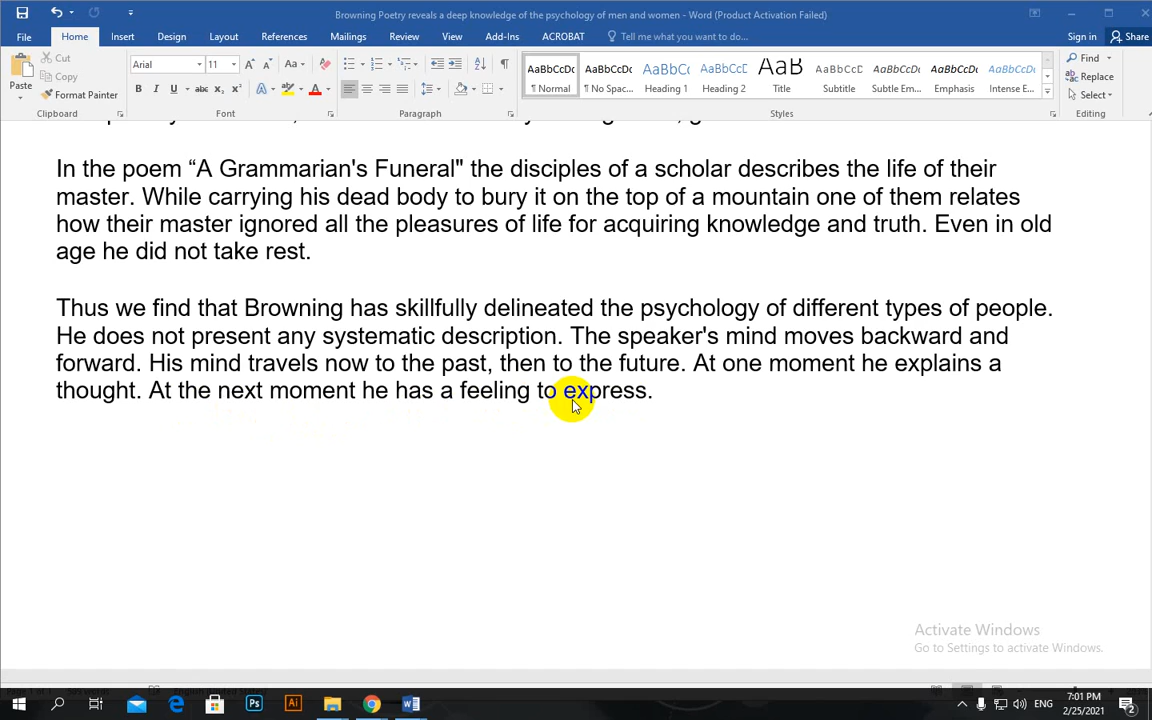 Browning Poetry reveals a deep knowledge of the psychology of men and women - Word (Product Activation Failed)
File Home Insert Design Layout References Mailings Review View Add-Ins ACROBAT Tell me what you want to do... Sign in Share
Paste
Cut
Copy
Format Painter
Clipboard
Arial 11
Font
Paragraph
AaBbCcDc AaBbCcDc AaBbCc AaBbCcD AaB AaBbCcD AaBbCcDc AaBbCcDc AaBbCcDc
¶ Normal ¶ No Spac... Heading 1 Heading 2 Title Subtitle Subtle Em... Emphasis Intense E...
Styles
Find
Replace
Select
Editing
In the poem “A Grammarian's Funeral" the disciples of a scholar describes the life of their
master. While carrying his dead body to bury it on the top of a mountain one of them relates
how their master ignored all the pleasures of life for acquiring knowledge and truth. Even in old
age he did not take rest.
Thus we find that Browning has skillfully delineated the psychology of different types of people.
He does not present any systematic description. The speaker's mind moves backward and
forward. His mind travels now to the past, then to the future. At one moment he explains a
thought. At the next moment he has a feeling to express.
Activate Windows
Go to Settings to activate Windows.
ENG
7:01 PM
2/25/2021
2